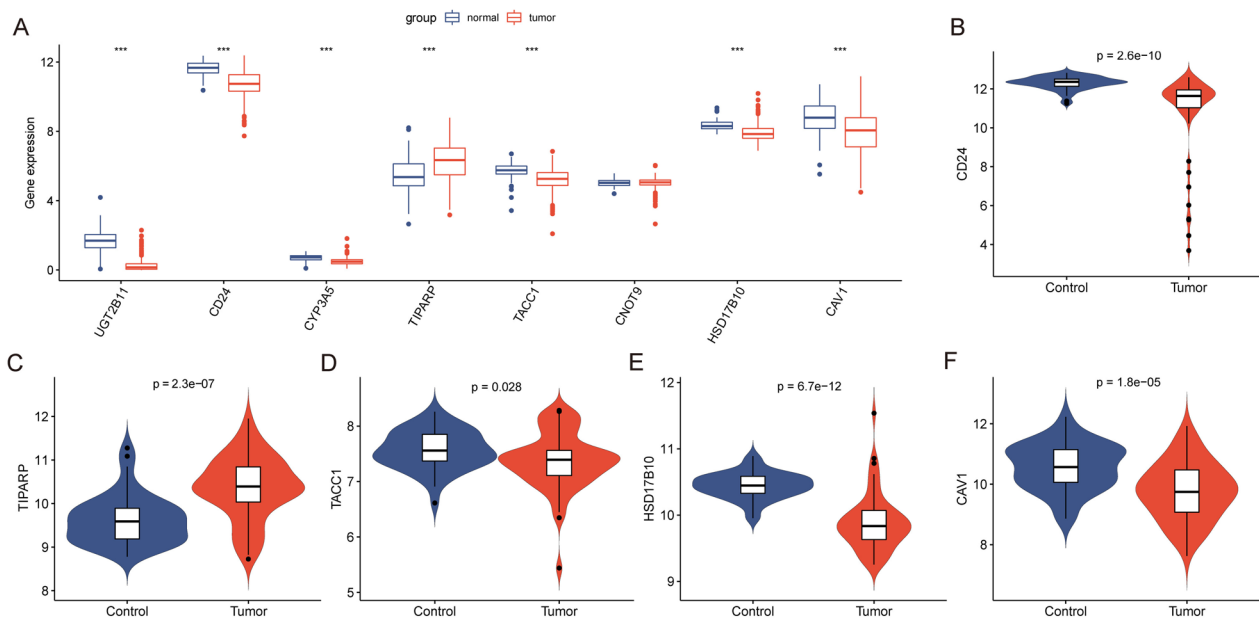 group normal tumor
A
*** *** *** *** *** *** ***
12
8
4
0
Gene expression
UGT2B11 CD24 CYP3A5 TIPARP TACC1 CNOT9 HSD17B10 CAV1
B
p = 2.6e−10
12
10
8
6
4
CD24
Control Tumor
C
p = 2.3e−07
12
11
10
9
8
TIPARP
Control Tumor
D
p = 0.028
8
7
6
5
TACC1
Control Tumor
E
p = 6.7e−12
12
11
10
9
HSD17B10
Control Tumor
F
p = 1.8e−05
12
10
8
CAV1
Control Tumor